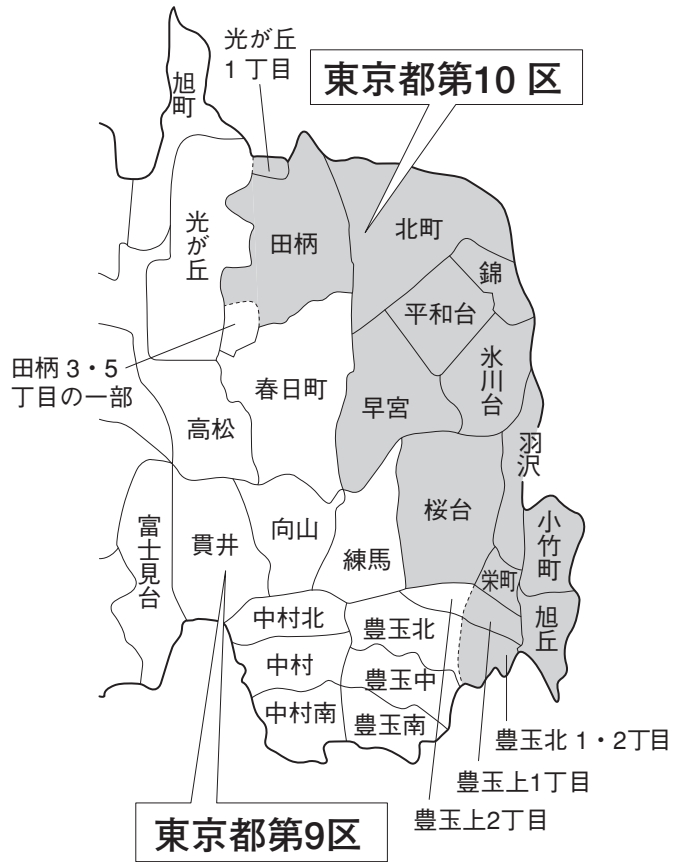 光が丘
1丁目
東京都第10区
旭町
光が丘
田柄
北町
錦
平和台
田柄3・5
丁目の一部
春日町
氷川台
早宮
高松
羽沢
桜台
小竹町
富士見台
貫井
向山
練馬
栄町
旭丘
中村北
豊玉北
中村
豊玉中
中村南
豊玉南
豊玉北1・2丁目
豊玉上1丁目
豊玉上2丁目
東京都第9区